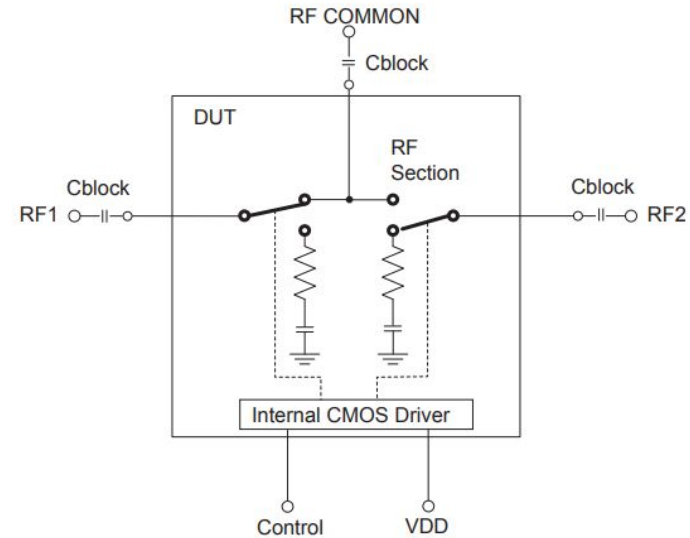 RF COMMON
Cblock
DUT
RF
Section
Cblock
Cblock
RF1
RF2
Internal CMOS Driver
Control
VDD